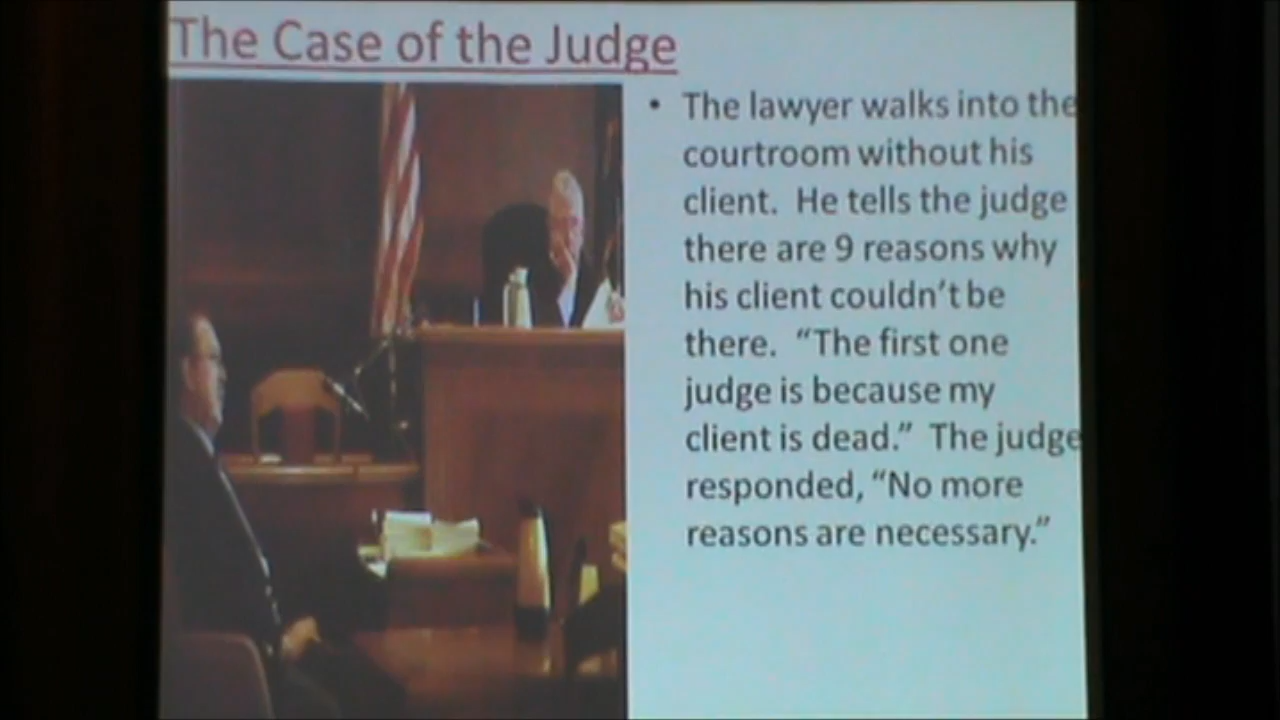 The Case of the Judge
• The lawyer walks into the
courtroom without his
client.  He tells the judge
there are 9 reasons why
his client couldn't be
there.  “The first one
judge is because my
client is dead.”  The judge
responded, “No more
reasons are necessary.”